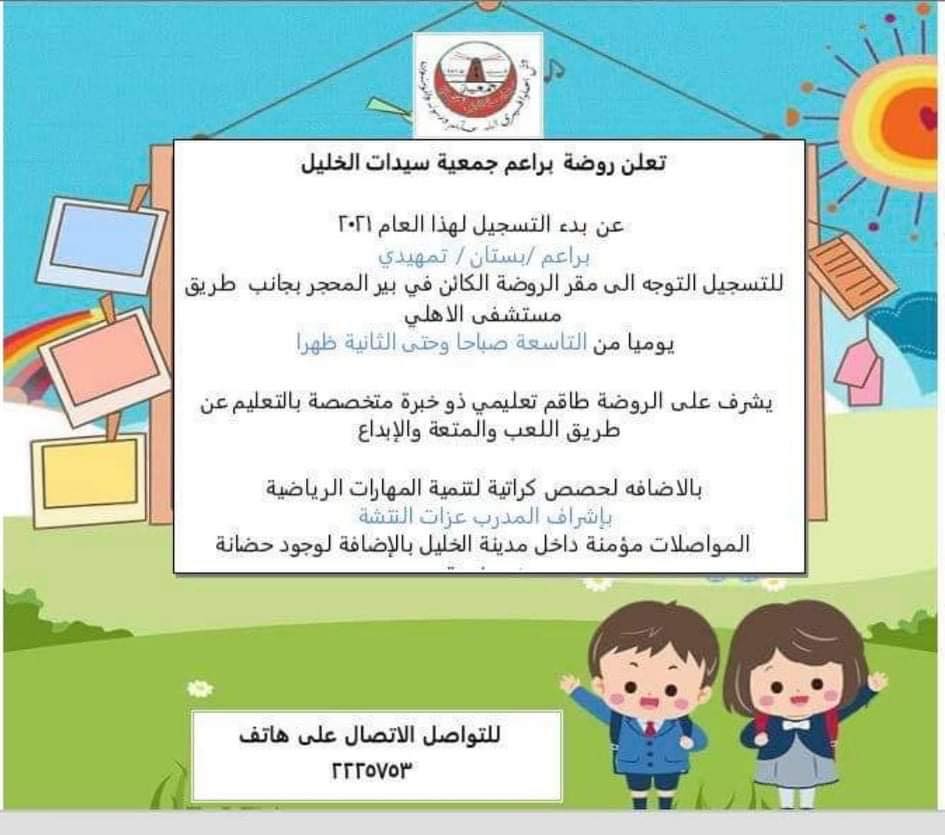 جمعية
تعلن روضة براعم جمعية سيدات الخليل
عن بدء التسجيل لهذا العام ٢٠٢١
براعم /بستان / تمهيدي
للتسجيل التوجه الى مقر الروضة الكائن في بير المحجر بجانب طريق
مستشفى الاهلي
يوميا من التاسعة صباحا وحتى الثانية ظهرا
يشرف على الروضة طاقم تعليمي ذو خبرة متخصصة بالتعليم عن
طريق اللعب والمتعة والإبداع
بالاضافه لحصص كراتية لتنمية المهارات الرياضية
بإشراف المدرب عزات النتشة
المواصلات مؤمنة داخل مدينة الخليل بالإضافة لوجود حضانة
للتواصل الاتصال على هاتف
٢٢٢٥٧٥٣